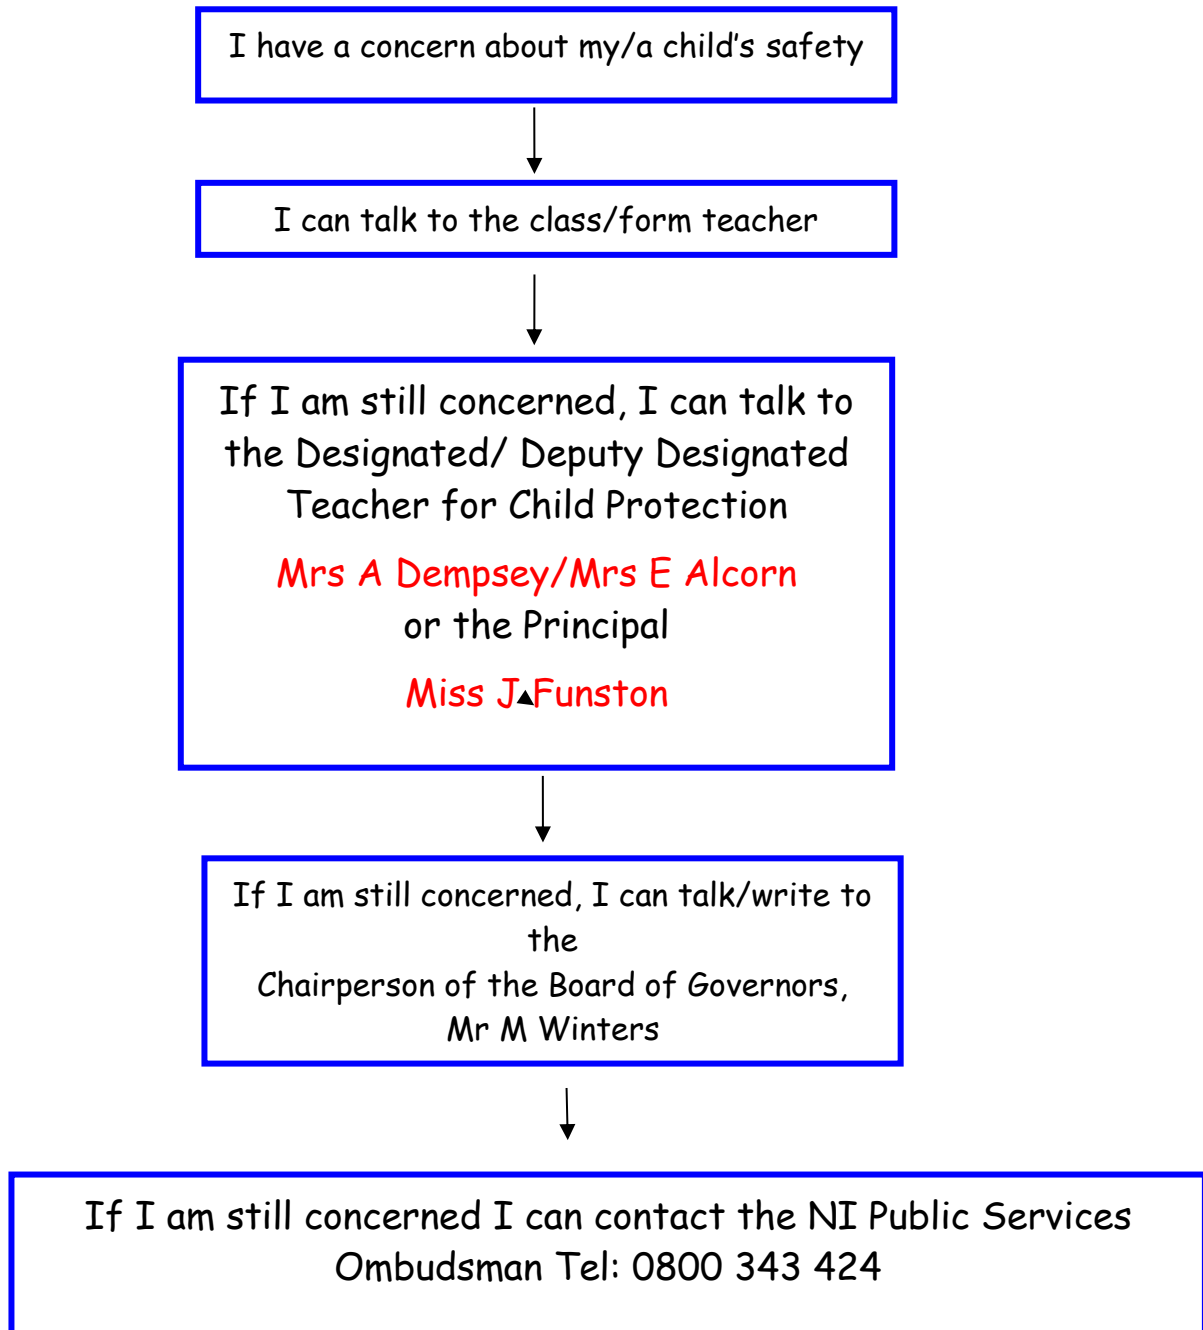 I have a concern about my/a child’s safety
I can talk to the class/form teacher
If I am still concerned, I can talk to
the Designated/ Deputy Designated
Teacher for Child Protection
Mrs A Dempsey/Mrs E Alcorn
or the Principal
Miss J Funston
If I am still concerned, I can talk/write to
the
Chairperson of the Board of Governors,
Mr M Winters
If I am still concerned I can contact the NI Public Services
Ombudsman Tel: 0800 343 424